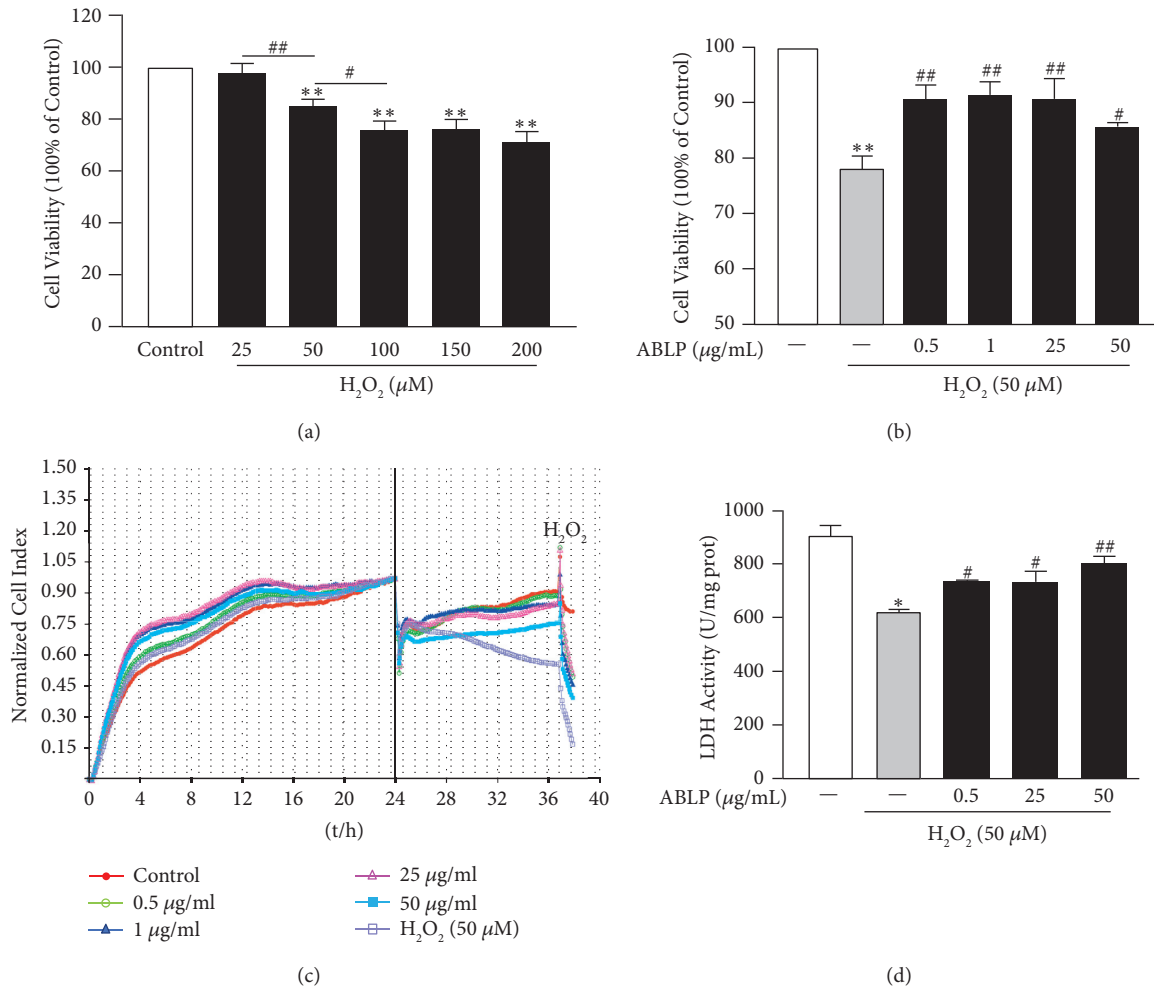 120
100
80
60
40
20
0
Cell Viability (100% of Control)
##
#
**
**
**
**
Control 25 50 100 150 200
H₂O₂ (μM)
(a)
100
90
80
70
60
50
Cell Viability (100% of Control)
**
##
##
##
#
ABLP (μg/mL) — — 0.5 1 25 50
H₂O₂ (50 μM)
(b)
1.50
1.35
1.20
1.05
0.90
0.75
0.60
0.45
0.30
0.15
Normalized Cell Index
H₂O₂
0 4 8 12 16 20 24 28 32 36 40
(t/h)
Control
0.5 μg/ml
1 μg/ml
25 μg/ml
50 μg/ml
H₂O₂ (50 μM)
(c)
1000
800
600
400
200
0
LDH Activity (U/mg prot)
*
#
#
##
ABLP (μg/mL) — — 0.5 25 50
H₂O₂ (50 μM)
(d)